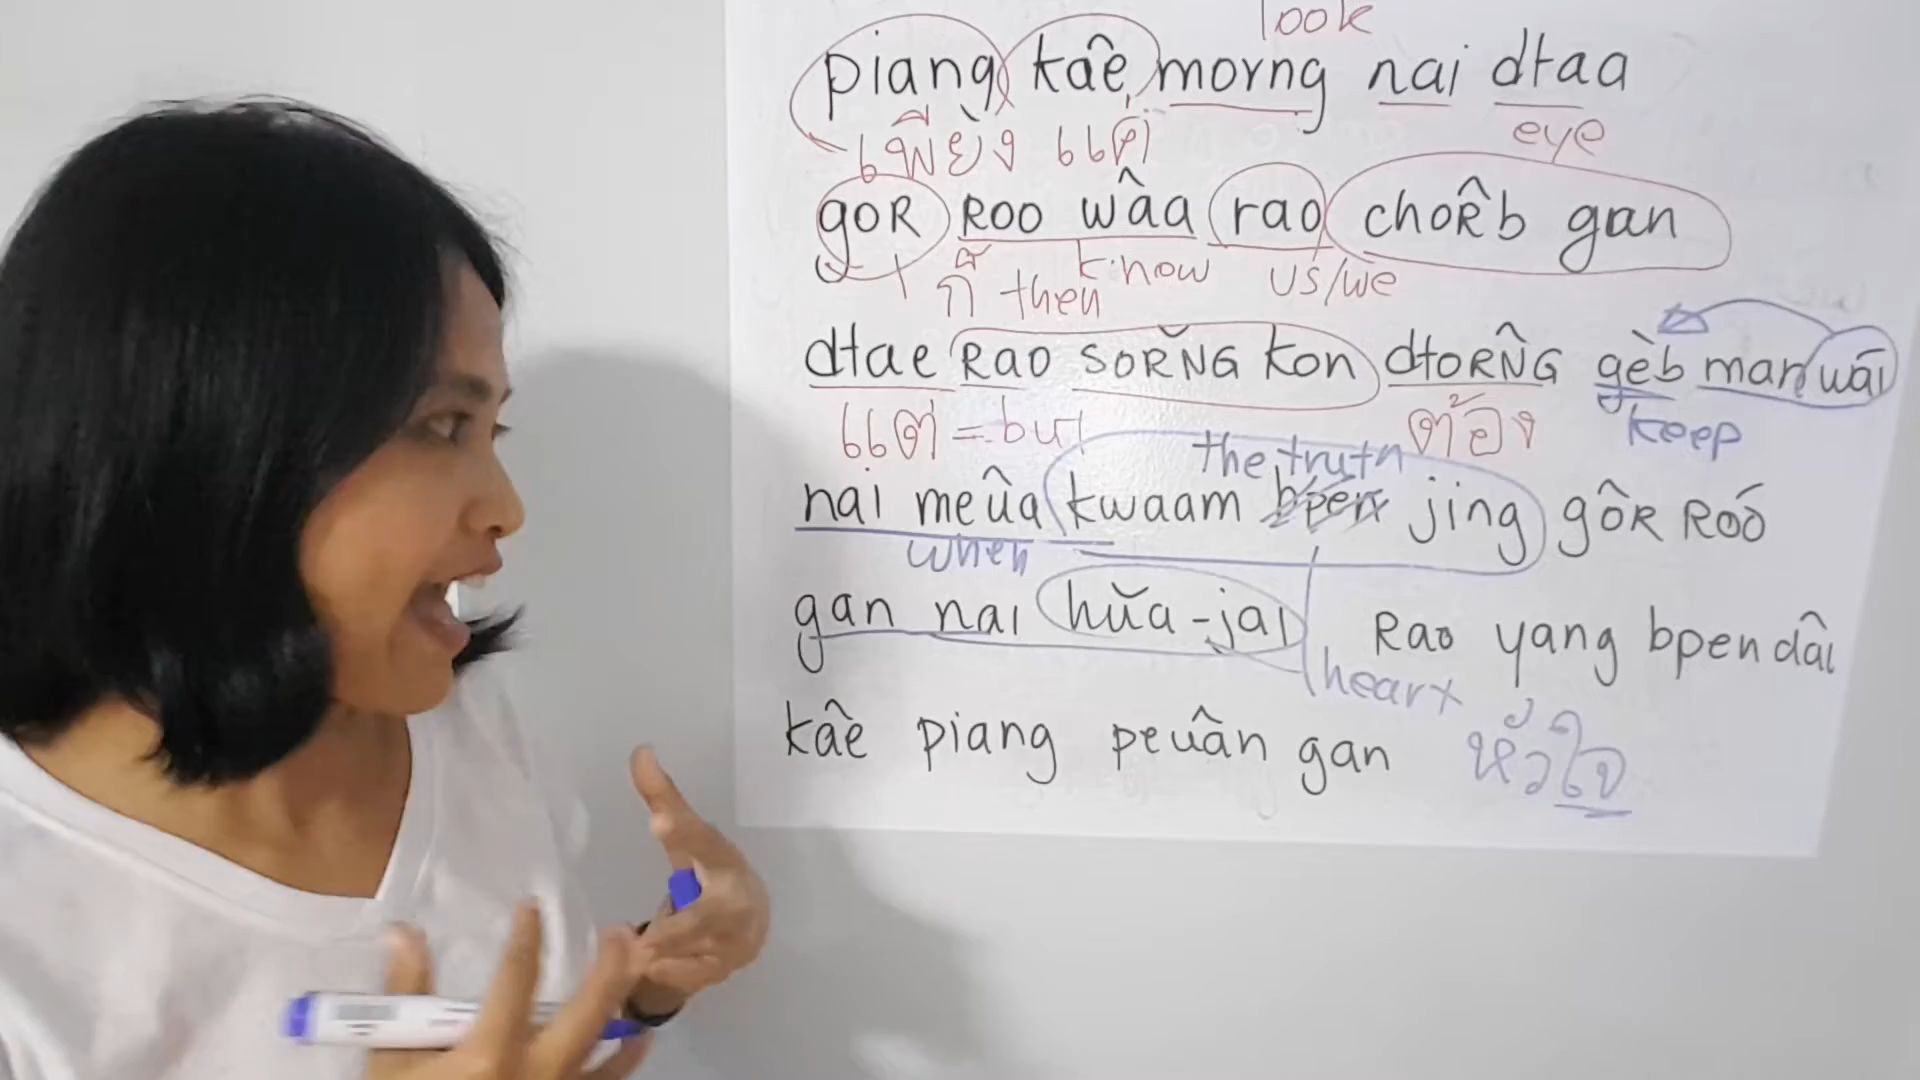 look
piang kâe morng nai dtaa
เพียง แค่ eye
goR Roo wâa rao choR̂b gan
ก็ then know us/we
dtae Rao soRN̆G kon dtoRN̂G gèb man wái
แต่ = but ต้อง keep
the truth
nai meûa kwaam bpen jing gôR Roó
when
gan nai hŭa-jai Rao yang bpen dâi
heart
kâe piang peuân gan หัวใจ